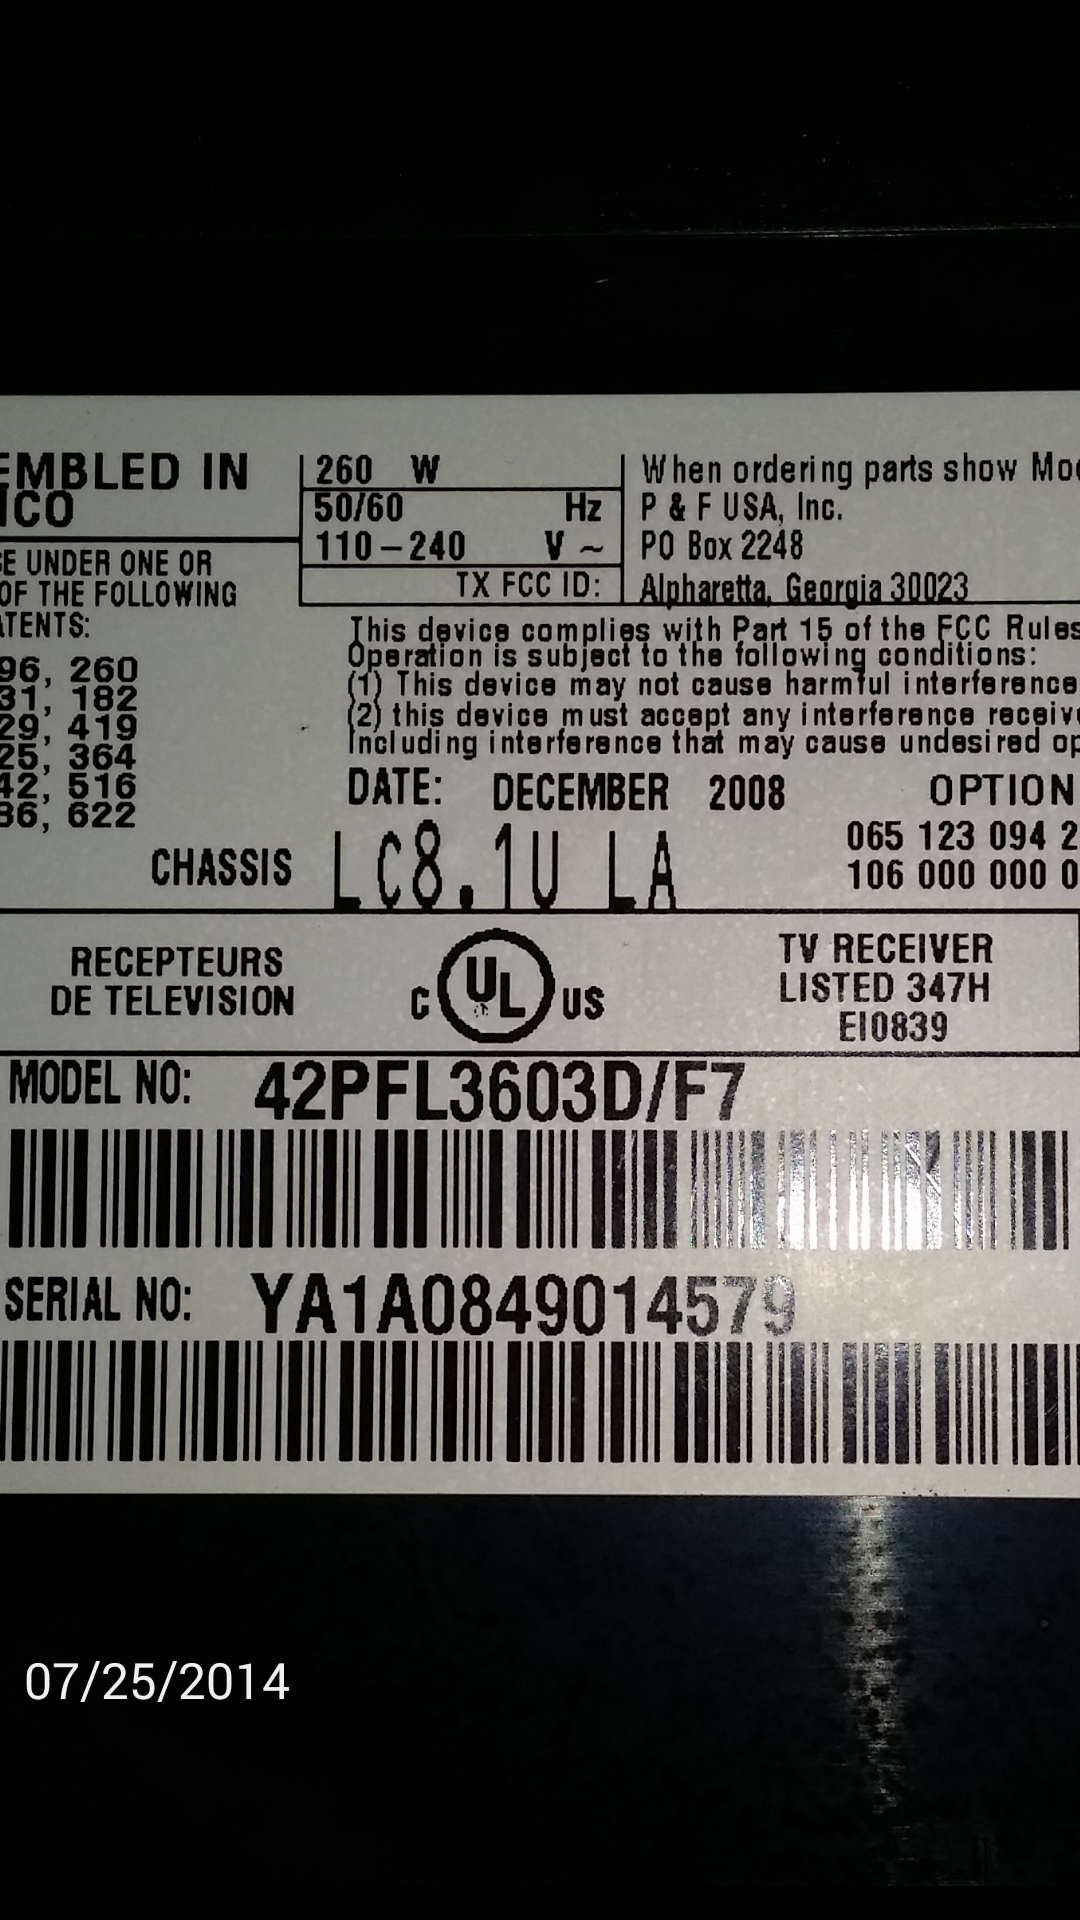 EMBLED IN
ICO
260 W
50/60 Hz
110–240 V ~
TX FCC ID:
When ordering parts show Mo
P & F USA, Inc.
PO Box 2248
Alpharetta, Georgia 30023
E UNDER ONE OR
OF THE FOLLOWING
ATENTS:
96, 260
31, 182
29, 419
25, 364
42, 516
36, 622
This device complies with Part 15 of the FCC Rules
Operation is subject to the following conditions:
(1) This device may not cause harmful interference
(2) this device must accept any interference receiv
Including interference that may cause undesired op
DATE: DECEMBER 2008
OPTION
065 123 094 2
106 000 000 0
CHASSIS LC8.1U LA
RECEPTEURS
DE TELEVISION
C UL US
TV RECEIVER
LISTED 347H
EI0839
MODEL NO: 42PFL3603D/F7
SERIAL NO: YA1A0849014579
07/25/2014